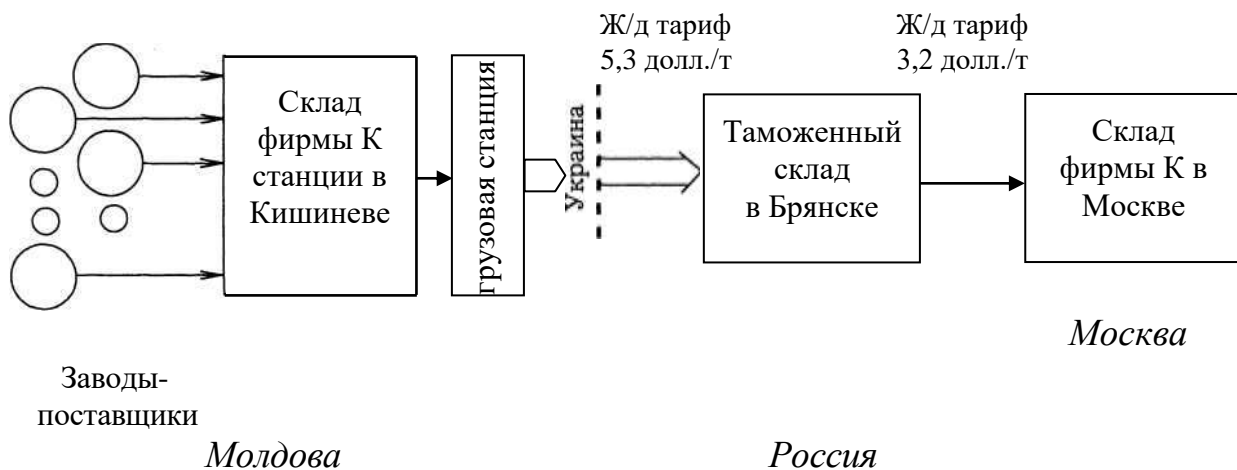 Ж/д тариф
5,3 долл./т
Ж/д тариф
3,2 долл./т
Склад
фирмы К
станции в
Кишиневе
грузовая станция
Украина
Таможенный
склад
в Брянске
Склад
фирмы К в
Москве
Москва
Заводы-
поставщики
Молдова
Россия